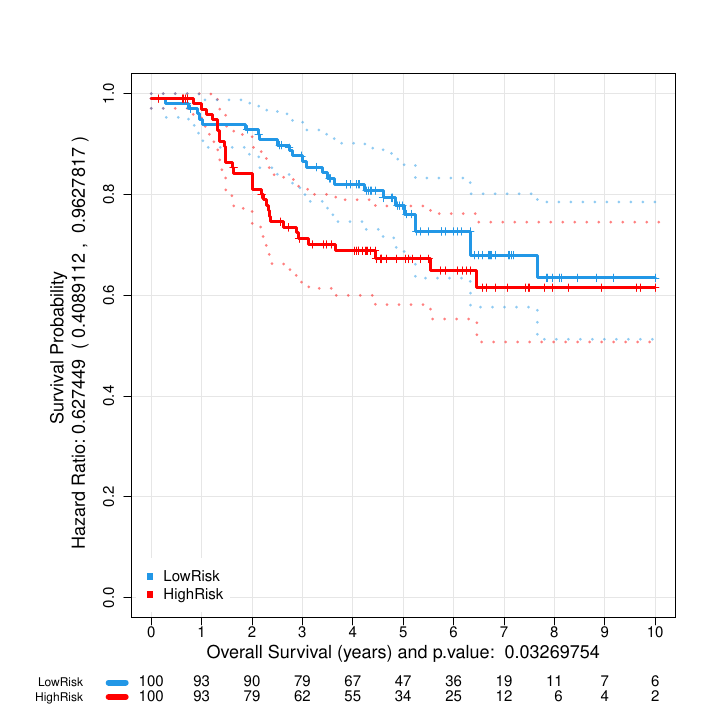 Survival Probability
Hazard Ratio: 0.627449 ( 0.4089112 , 0.9627817 )
1.0
0.8
0.6
0.4
0.2
0.0
LowRisk
HighRisk
0 1 2 3 4 5 6 7 8 9 10
Overall Survival (years) and p.value: 0.03269754
LowRisk 100 93 90 79 67 47 36 19 11 7 6
HighRisk 100 93 79 62 55 34 25 12 6 4 2